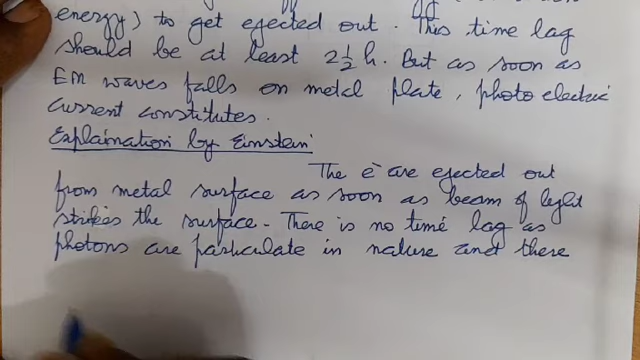 energy) to get ejected out. This time lag
should be at least 2½ h. But as soon as
EM waves falls on metal plate, photo electric
current constitutes.
Explaination by Einstein
The e⁻ are ejected out
from metal surface as soon as beam of light
strikes the surface. There is no time lag as
photons are particulate in nature and there